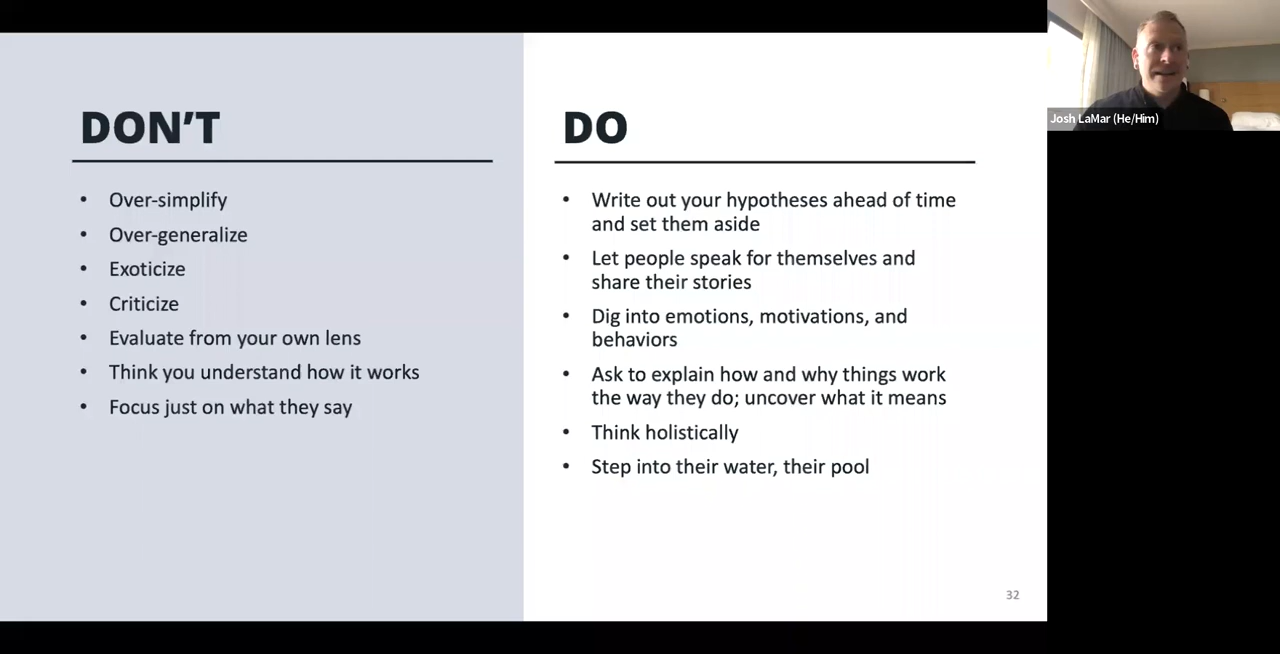 DON'T
• Over-simplify
• Over-generalize
• Exoticize
• Criticize
• Evaluate from your own lens
• Think you understand how it works
• Focus just on what they say
DO
• Write out your hypotheses ahead of time
and set them aside
• Let people speak for themselves and
share their stories
• Dig into emotions, motivations, and
behaviors
• Ask to explain how and why things work
the way they do; uncover what it means
• Think holistically
• Step into their water, their pool
32
Josh LaMar (He/Him)